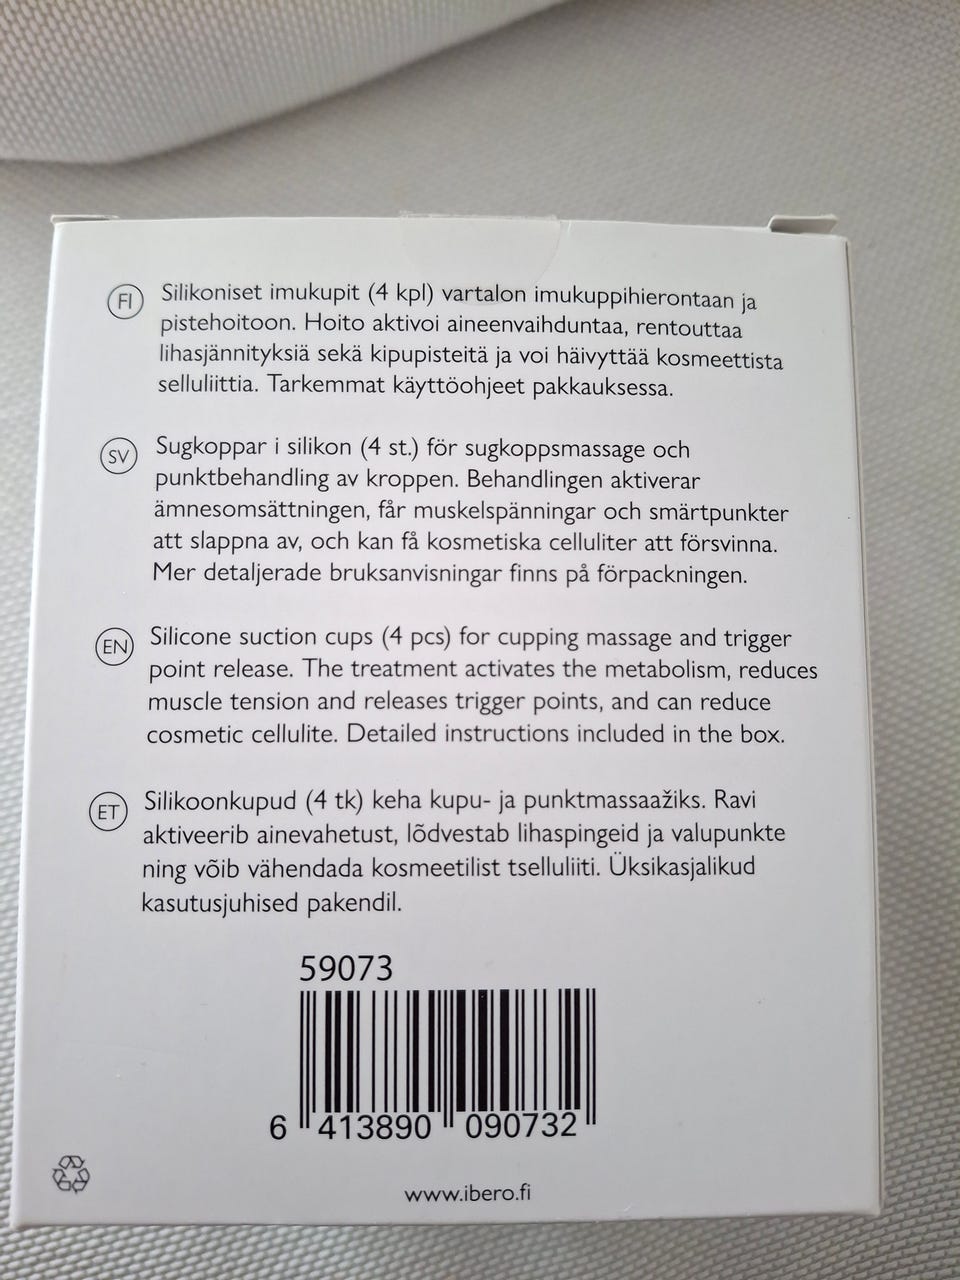 FI Silikoniset imukupit (4 kpl) vartalon imukuppihierontaan ja
pistehoitoon. Hoito aktivoi aineenvaihduntaa, rentouttaa
lihasjännityksiä sekä kipupisteitä ja voi häivyttää kosmeettista
selluliittia. Tarkemmat käyttöohjeet pakkauksessa.
SV Sugkoppar i silikon (4 st.) för sugkoppsmassage och
punktbehandling av kroppen. Behandlingen aktiverar
ämnesomsättningen, får muskelspänningar och smärtpunkter
att slappna av, och kan få kosmetiska celluliter att försvinna.
Mer detaljerade bruksanvisningar finns på förpackningen.
EN Silicone suction cups (4 pcs) for cupping massage and trigger
point release. The treatment activates the metabolism, reduces
muscle tension and releases trigger points, and can reduce
cosmetic cellulite. Detailed instructions included in the box.
ET Silikoonkupud (4 tk) keha kupu- ja punktmassaažiks. Ravi
aktiveerib ainevahetust, lõdvestab lihaspingeid ja valupunkte
ning võib vähendada kosmeetilist tselluliiti. Üksikasjalikud
kasutusjuhised pakendil.
59073
6 413890 090732
www.ibero.fi